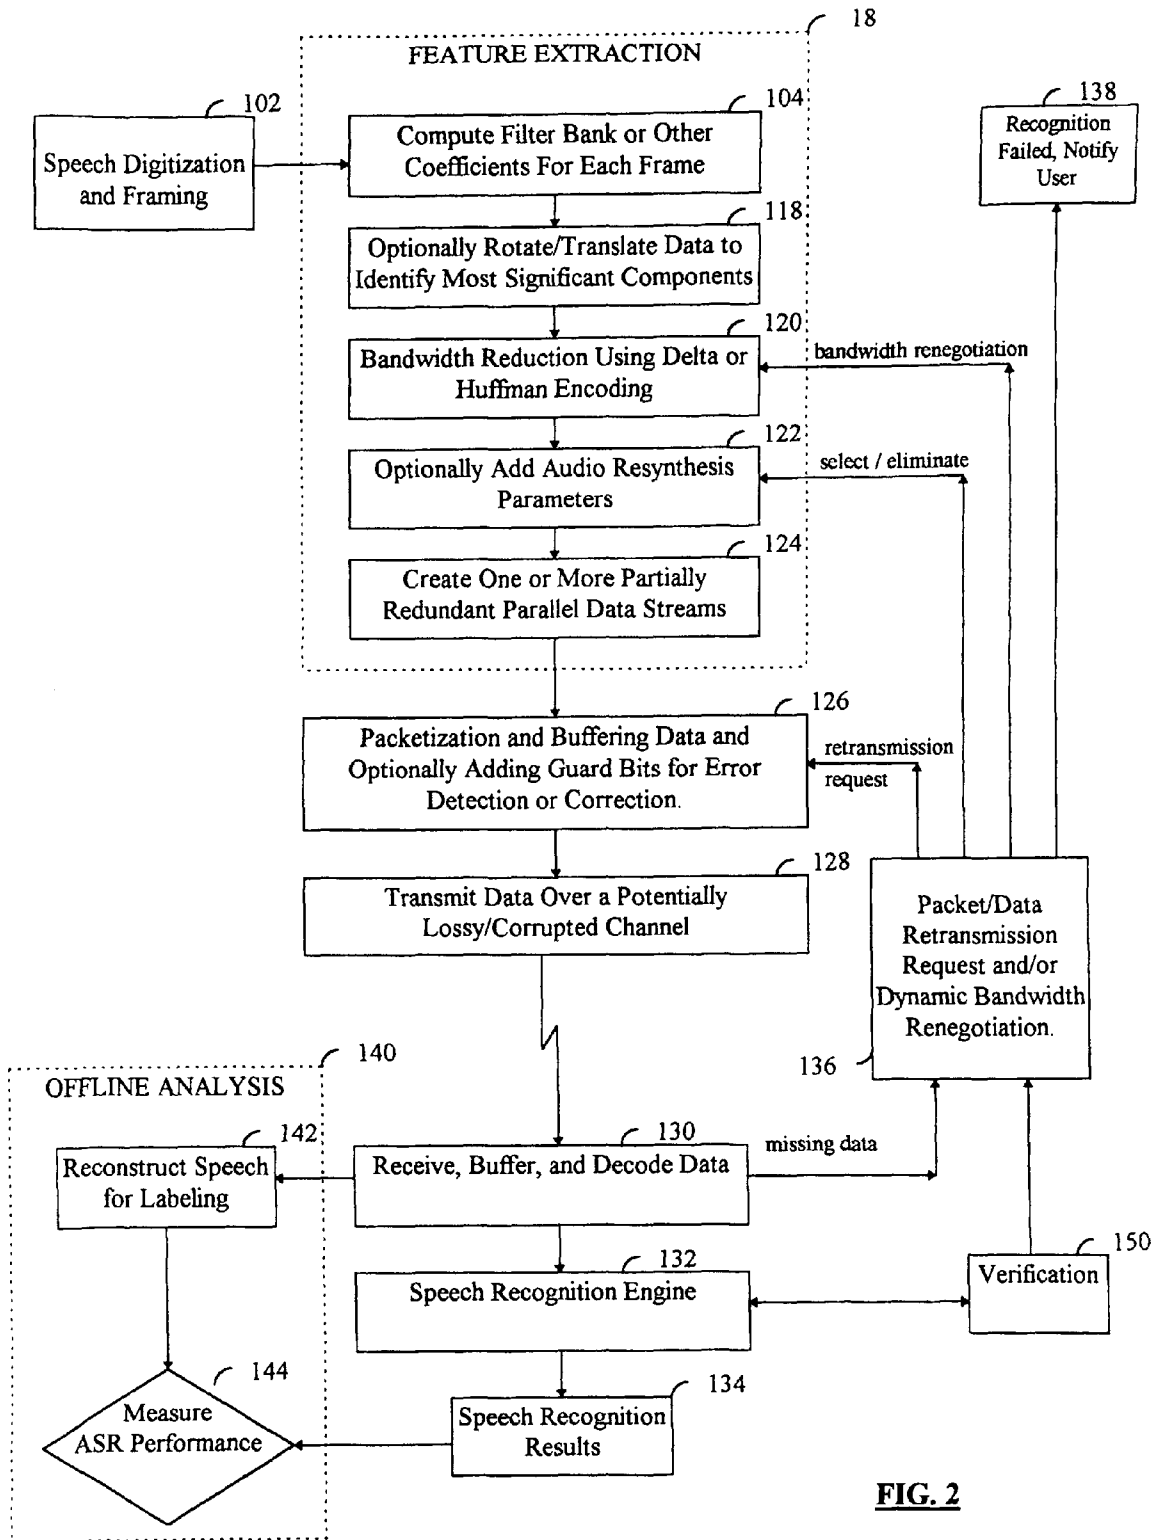 18
FEATURE EXTRACTION
102
Speech Digitization
and Framing
104
Compute Filter Bank or Other
Coefficients For Each Frame
138
Recognition
Failed, Notify
User
118
Optionally Rotate/Translate Data to
Identify Most Significant Components
120
Bandwidth Reduction Using Delta or
Huffman Encoding
bandwidth renegotiation
122
Optionally Add Audio Resynthesis
Parameters
select / eliminate
124
Create One or More Partially
Redundant Parallel Data Streams
126
Packetization and Buffering Data and
Optionally Adding Guard Bits for Error
Detection or Correction.
retransmission
request
128
Transmit Data Over a Potentially
Lossy/Corrupted Channel
Packet/Data
Retransmission
Request and/or
Dynamic Bandwidth
Renegotiation.
136
140
OFFLINE ANALYSIS
142
Reconstruct Speech
for Labeling
130
Receive, Buffer, and Decode Data
missing data
132
Speech Recognition Engine
150
Verification
144
Measure
ASR Performance
134
Speech Recognition
Results
FIG. 2